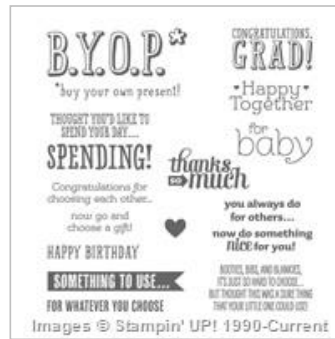 B.Y.O.P.*
*buy your own present!
THOUGHT YOU'D LIKE TO
SPEND YOUR DAY....
SPENDING!
Congratulations for
choosing each other...
now go and
choose a gift!
HAPPY BIRTHDAY
SOMETHING TO USE...
FOR WHATEVER YOU CHOOSE
CONGRATULATIONS,
GRAD!
Happy
Together
for
baby
thanks
SO much
you always do
for others...
now do something
NICE for you!
BOOTIES, BIBS, AND BLANKIES,
IT'S JUST SO HARD TO CHOOSE...
BUT THOUGHT THIS WAS A SURE THING
THAT YOUR LITTLE ONE COULD USE!
Images © Stampin' UP! 1990-Current